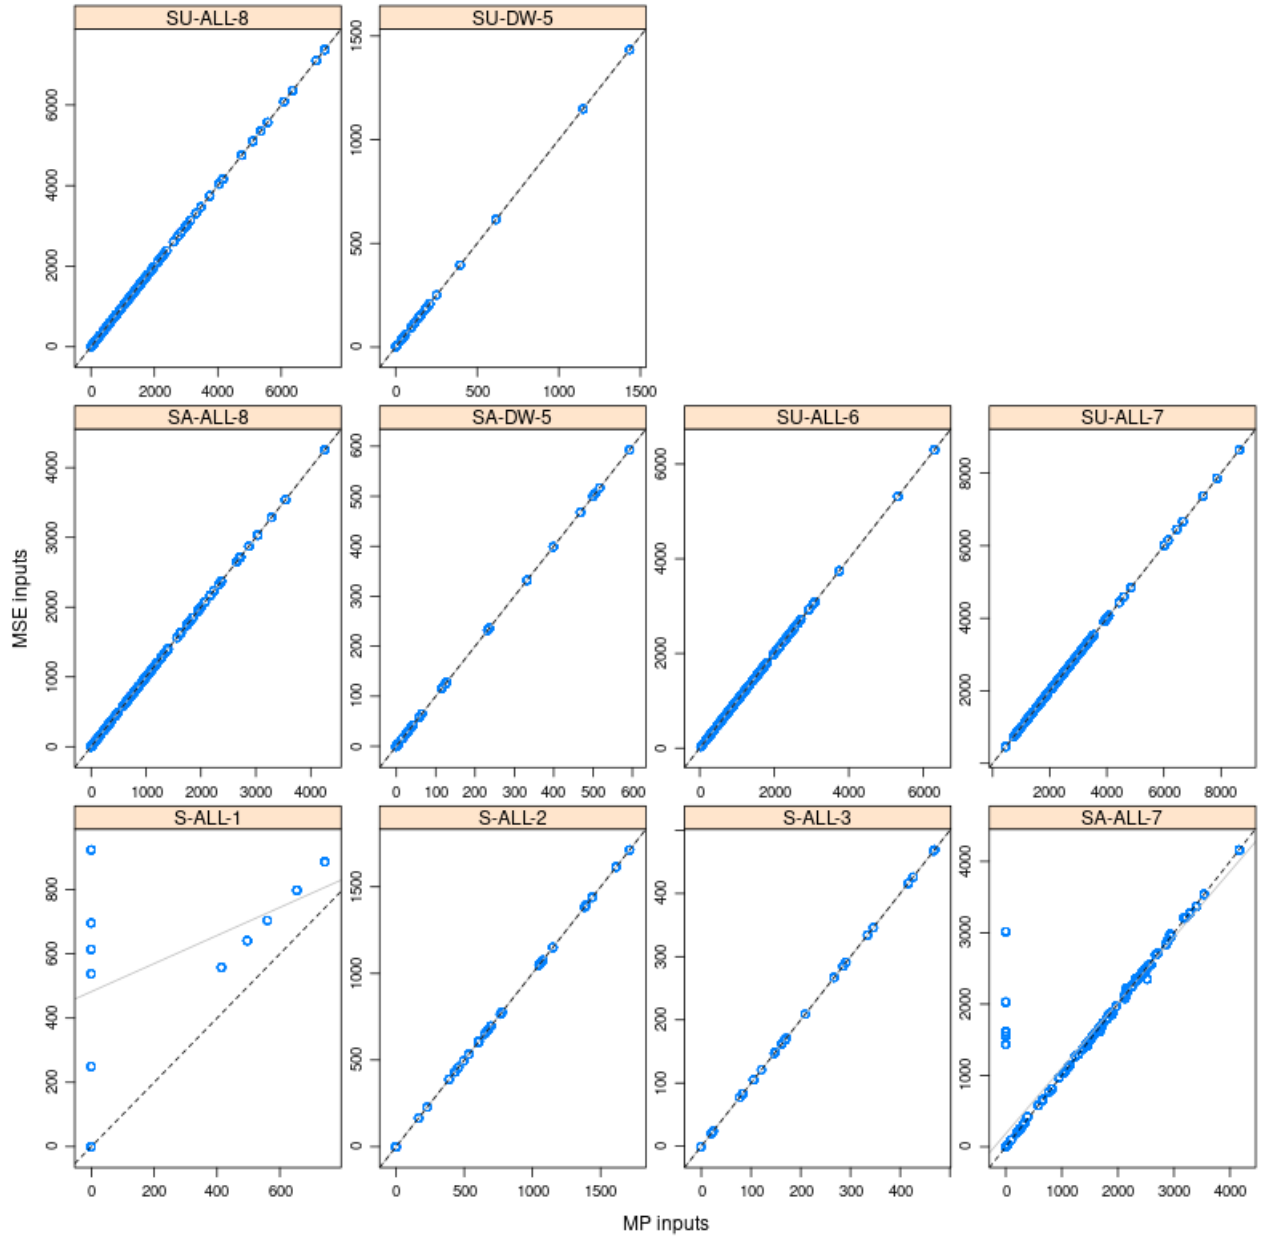 SU-ALL-8 SU-DW-5
0 2000 4000 6000
0 500 1000 1500
0 2000 4000 6000
0 500 1000 1500
SA-ALL-8 SA-DW-5 SU-ALL-6 SU-ALL-7
0 1000 2000 3000 4000
0 100 200 300 400 500 600
0 2000 4000 6000
2000 4000 6000 8000
0 1000 2000 3000 4000
0 100 200 300 400 500 600
0 2000 4000 6000
2000 4000 6000 8000
MSE inputs
S-ALL-1 S-ALL-2 S-ALL-3 SA-ALL-7
0 200 400 600 800
0 500 1000 1500
0 100 200 300 400
0 1000 2000 3000 4000
0 200 400 600
0 500 1000 1500
0 100 200 300 400
0 1000 2000 3000 4000
MP inputs